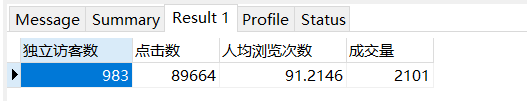 Message Summary Result 1 Profile Status
独立访客数 点击数 人均浏览次数 成交量
983 89664 91.2146 2101